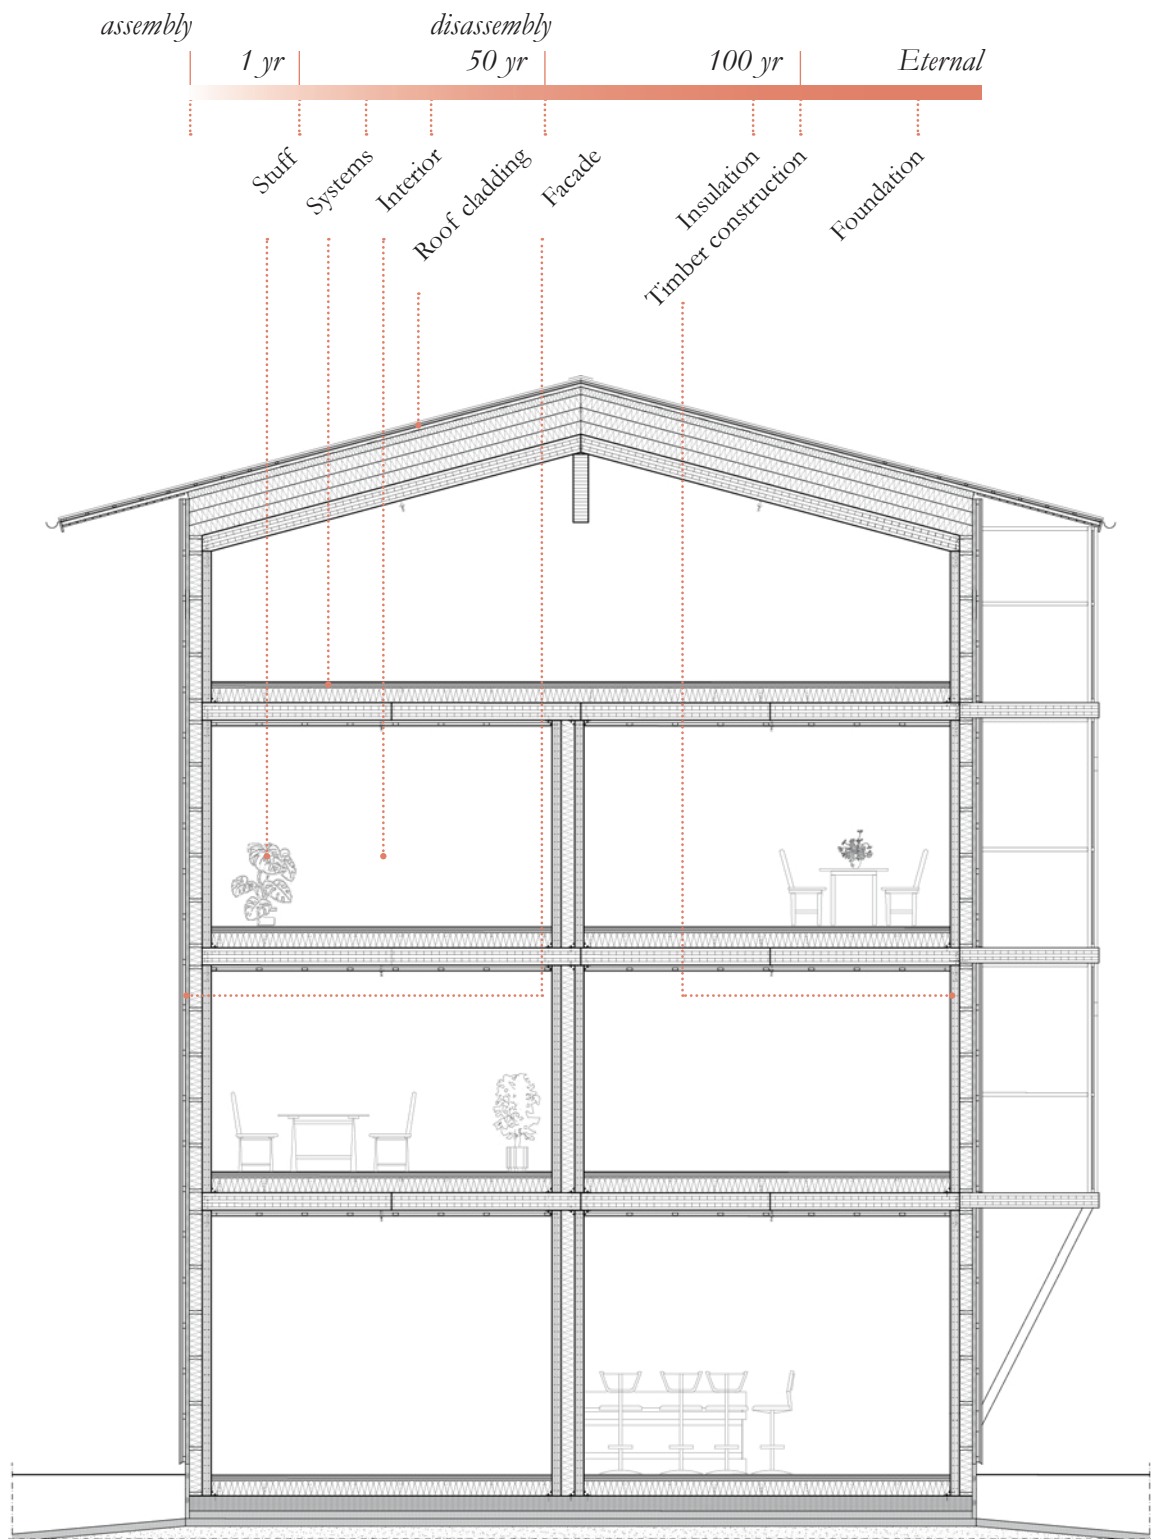 assembly
disassembly
1 yr
50 yr
100 yr
Eternal
Stuff
Systems
Interior
Roof cladding
Facade
Insulation
Timber construction
Foundation